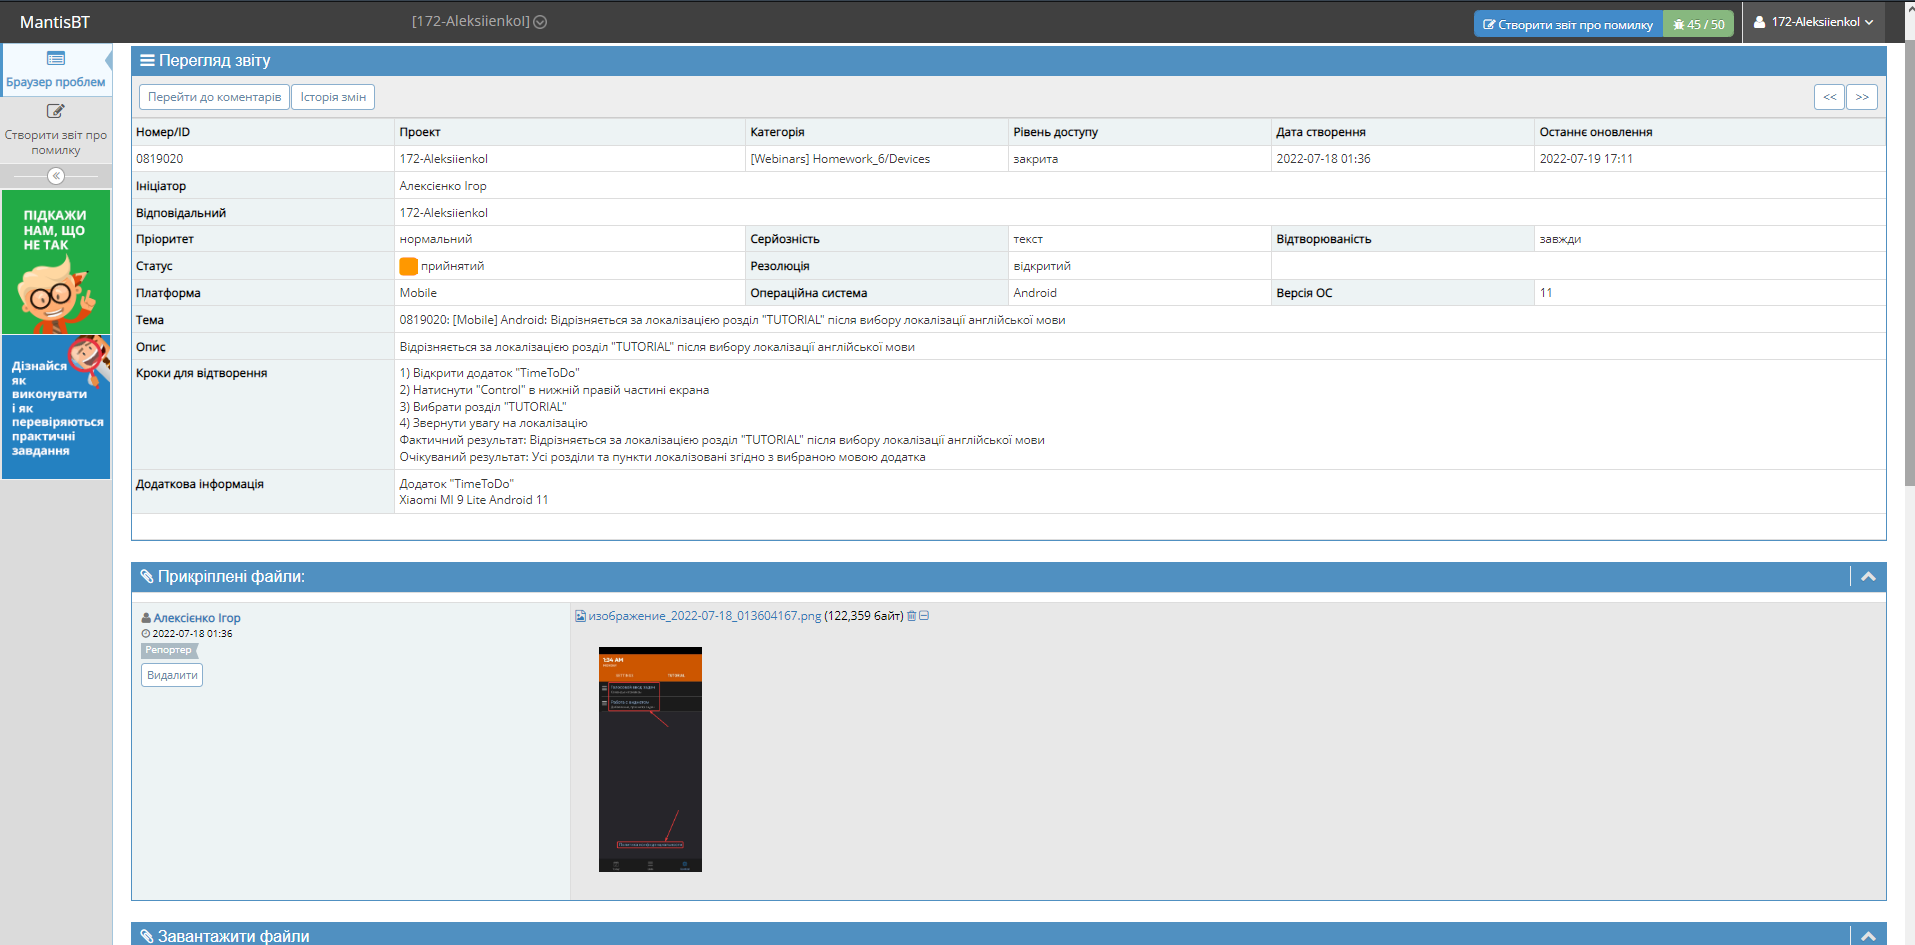 MantisBT
[172-Aleksiienkol]
Створити звіт про помилку
45 / 50
172-Aleksiienkol
Браузер проблем
Створити звіт про
помилку
ПІДКАЖИ
НАМ, ЩО
НЕ ТАК
Дізнайся
як
виконувати
і як
перевіряються
практичні
завдання
Перегляд звіту
Перейти до коментарів
Історія змін
<<
>>
Номер/ID Проект Категорія Рівень доступу Дата створення Останнє оновлення
0819020 172-Aleksiienkol [Webinars] Homework_6/Devices закрита 2022-07-18 01:36 2022-07-19 17:11
Ініціатор Алексієнко Ігор
Відповідальний 172-Aleksiienkol
Пріоритет нормальний Серйозність текст Відтворюваність завжди
Статус прийнятий Резолюція відкритий
Платформа Mobile Операційна система Android Версія ОС 11
Тема 0819020: [Mobile] Android: Відрізняється за локалізацією розділ "TUTORIAL" після вибору локалізації англійської мови
Опис Відрізняється за локалізацією розділ "TUTORIAL" після вибору локалізації англійської мови
Кроки для відтворення 1) Відкрити додаток "TimeToDo"
2) Натиснути "Control" в нижній правій частині екрана
3) Вибрати розділ "TUTORIAL"
4) Звернути увагу на локалізацію
Фактичний результат: Відрізняється за локалізацією розділ "TUTORIAL" після вибору локалізації англійської мови
Очікуваний результат: Усі розділи та пункти локалізовані згідно з вибраною мовою додатка
Додаткова інформація Додаток "TimeToDo"
Xiaomi MI 9 Lite Android 11
Прикріплені файли:
Алексієнко Ігор
2022-07-18 01:36
Репортер
Видалити
изображение_2022-07-18_013604167.png (122,359 байт)
1:34 AM
TUTORIAL
Завантажити файли